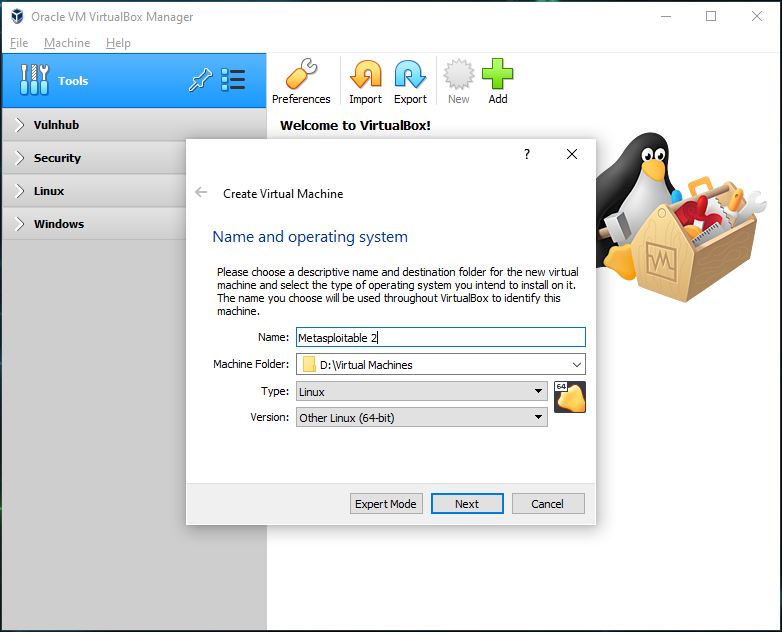 Oracle VM VirtualBox Manager
File Machine Help
Tools
Preferences Import Export New Add
Vulnhub
Security
Linux
Windows
Welcome to VirtualBox!
?
Create Virtual Machine
Name and operating system
Please choose a descriptive name and destination folder for the new virtual
machine and select the type of operating system you intend to install on it.
The name you choose will be used throughout VirtualBox to identify this
machine.
Name: Metasploitable 2
Machine Folder: D:\Virtual Machines
Type: Linux
64
Version: Other Linux (64-bit)
Expert Mode Next Cancel